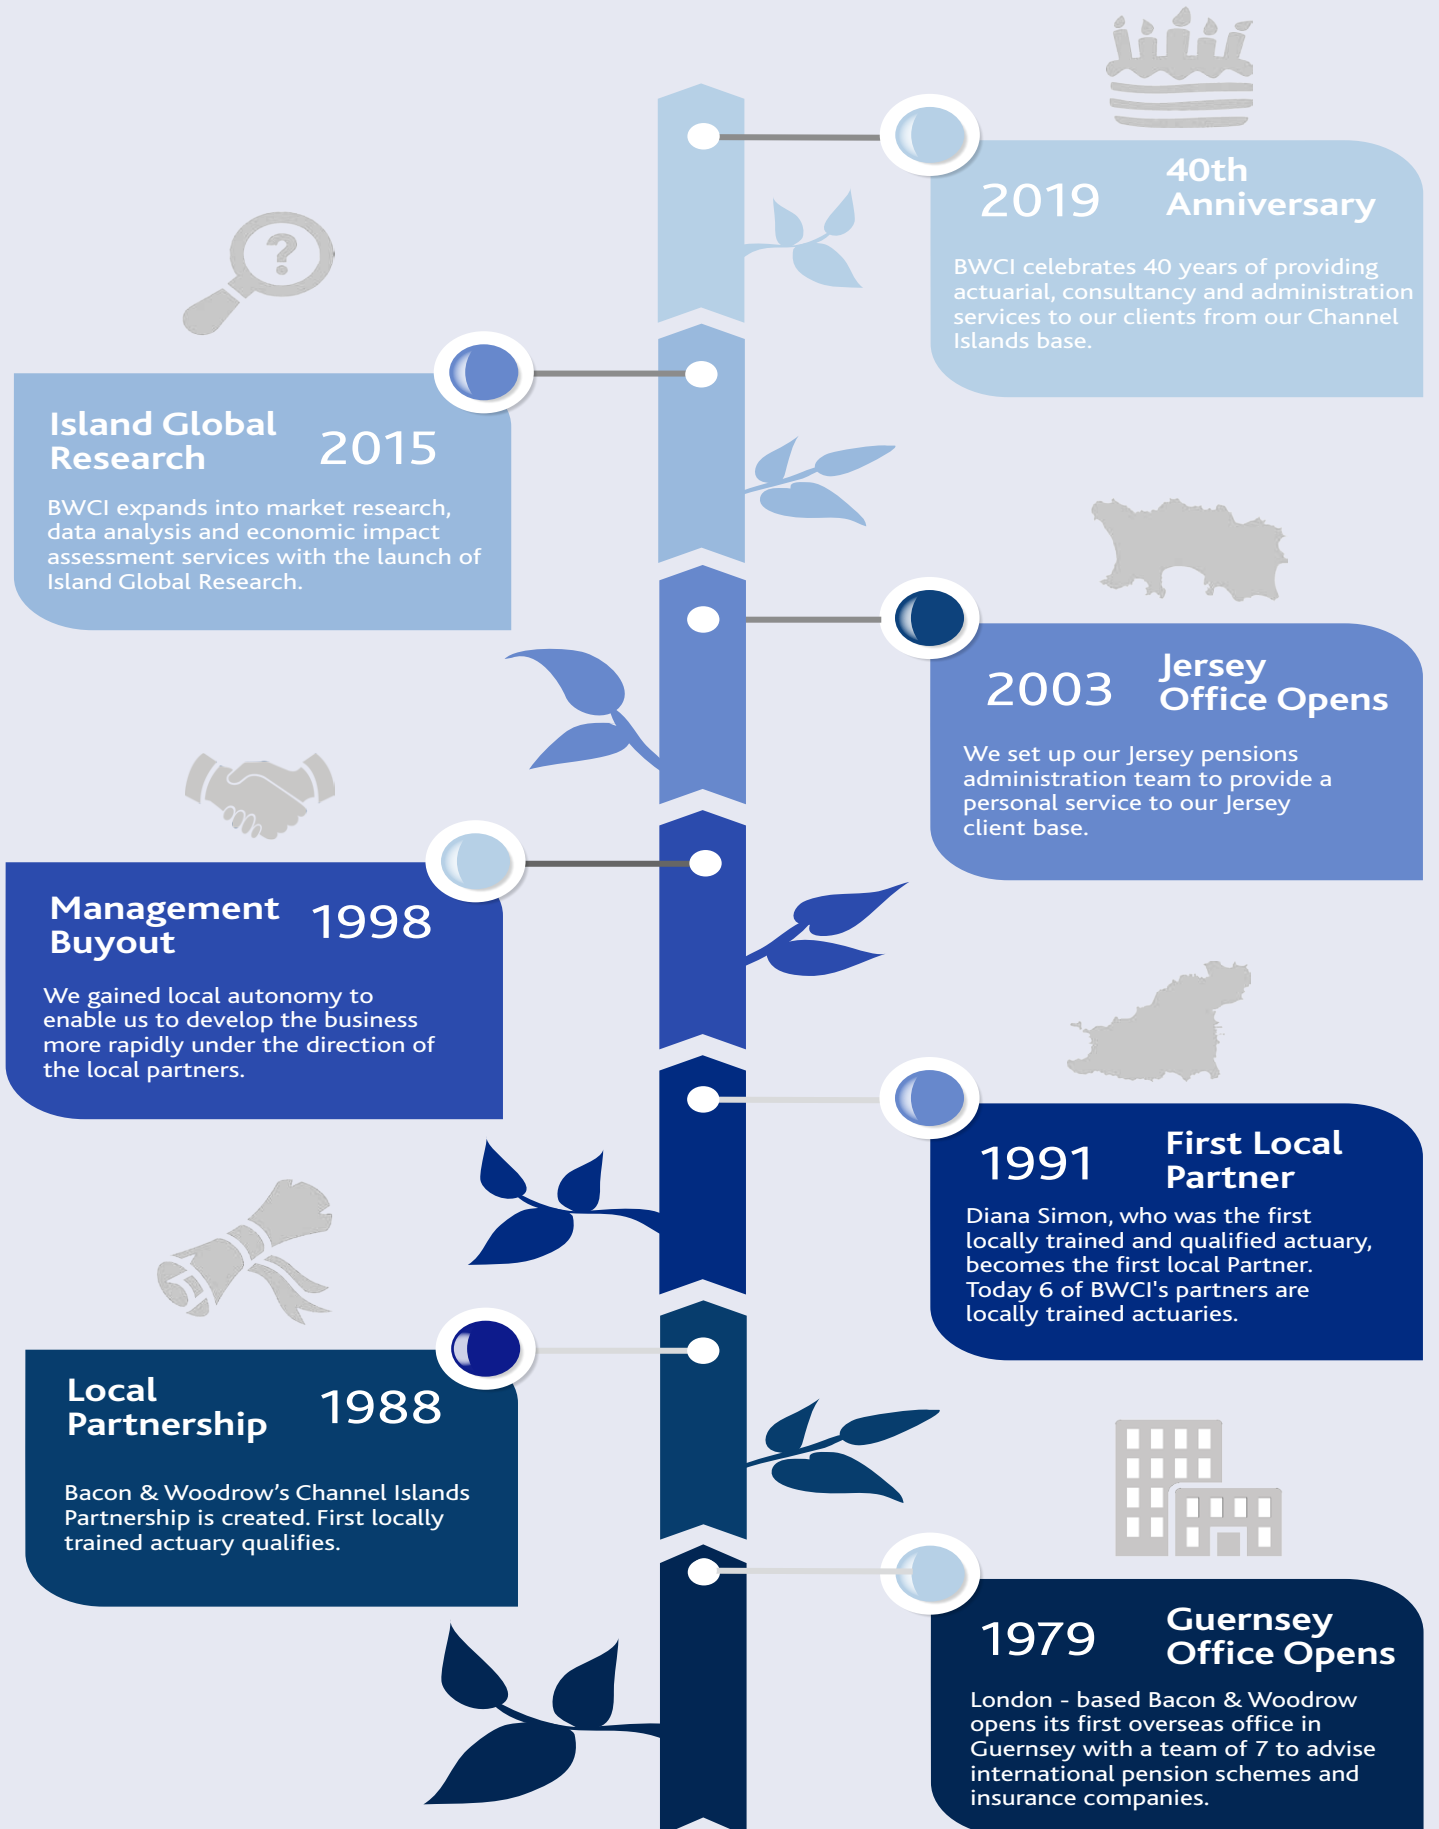 2019
40th
Anniversary
BWCI celebrates 40 years of providing
actuarial, consultancy and administration
services to our clients from our Channel
Islands base.
Island Global
Research
2015
BWCI expands into market research,
data analysis and economic impact
assessment services with the launch of
Island Global Research.
2003
Jersey
Office Opens
We set up our Jersey pensions
administration team to provide a
personal service to our Jersey
client base.
Management
Buyout
1998
We gained local autonomy to
enable us to develop the business
more rapidly under the direction of
the local partners.
1991
First Local
Partner
Diana Simon, who was the first
locally trained and qualified actuary,
becomes the first local Partner.
Today 6 of BWCI's partners are
locally trained actuaries.
Local
Partnership
1988
Bacon & Woodrow’s Channel Islands
Partnership is created. First locally
trained actuary qualifies.
1979
Guernsey
Office Opens
London - based Bacon & Woodrow
opens its first overseas office in
Guernsey with a team of 7 to advise
international pension schemes and
insurance companies.
?